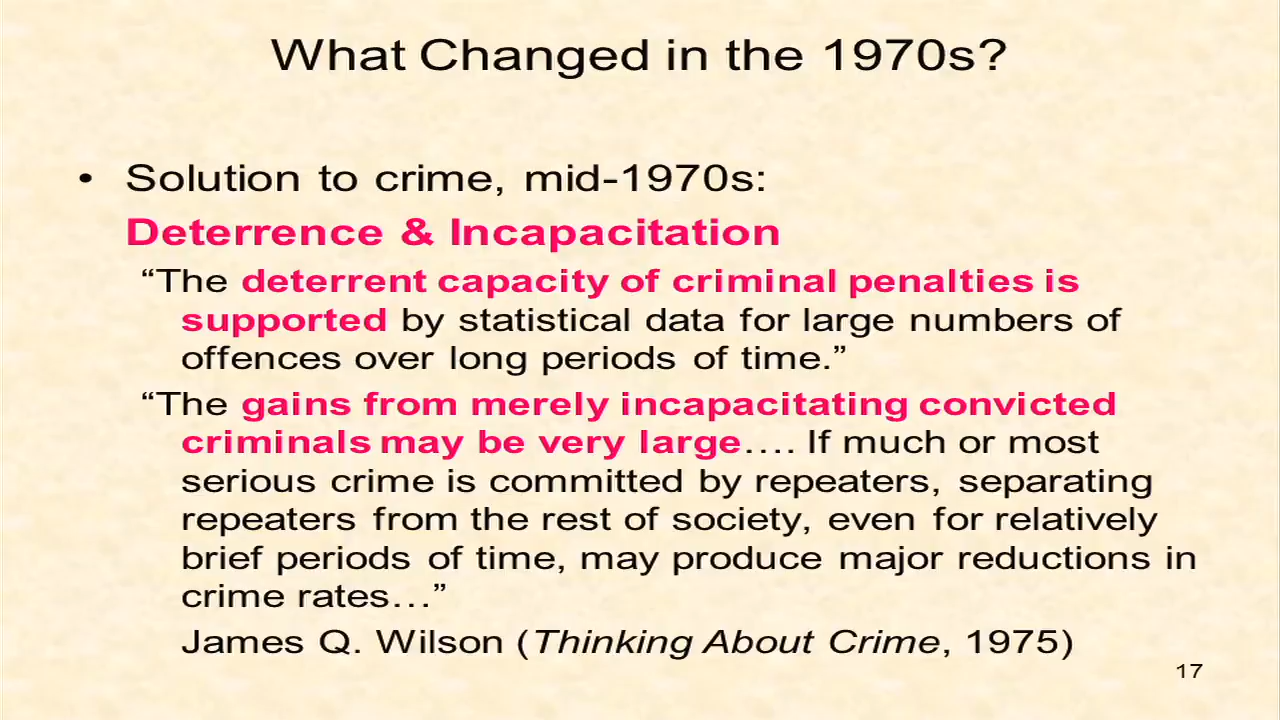 What Changed in the 1970s?
• Solution to crime, mid-1970s:
Deterrence & Incapacitation
“The deterrent capacity of criminal penalties is
supported by statistical data for large numbers of
offences over long periods of time.”
“The gains from merely incapacitating convicted
criminals may be very large…. If much or most
serious crime is committed by repeaters, separating
repeaters from the rest of society, even for relatively
brief periods of time, may produce major reductions in
crime rates…”
James Q. Wilson (Thinking About Crime, 1975)
17